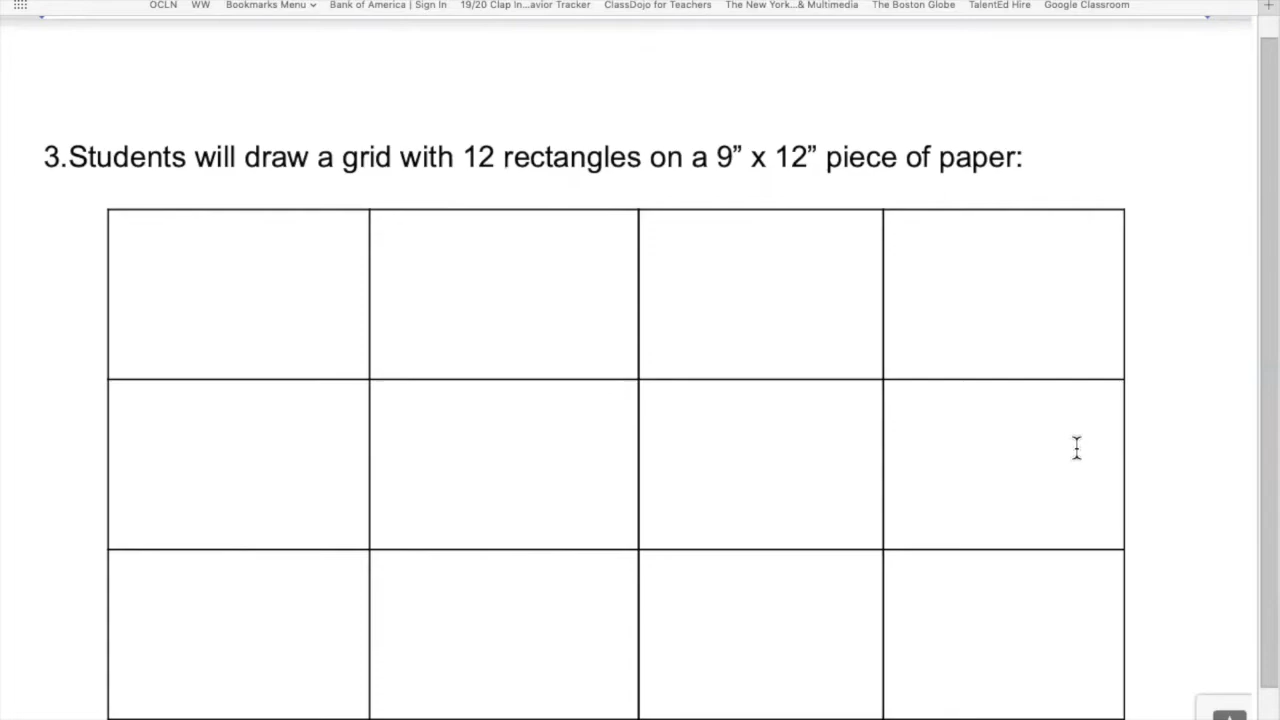 OCLN WW Bookmarks Menu Bank of America | Sign In 19/20 Clap In...avior Tracker ClassDojo for Teachers The New York...& Multimedia The Boston Globe TalentEd Hire Google Classroom
3.Students will draw a grid with 12 rectangles on a 9” x 12” piece of paper: